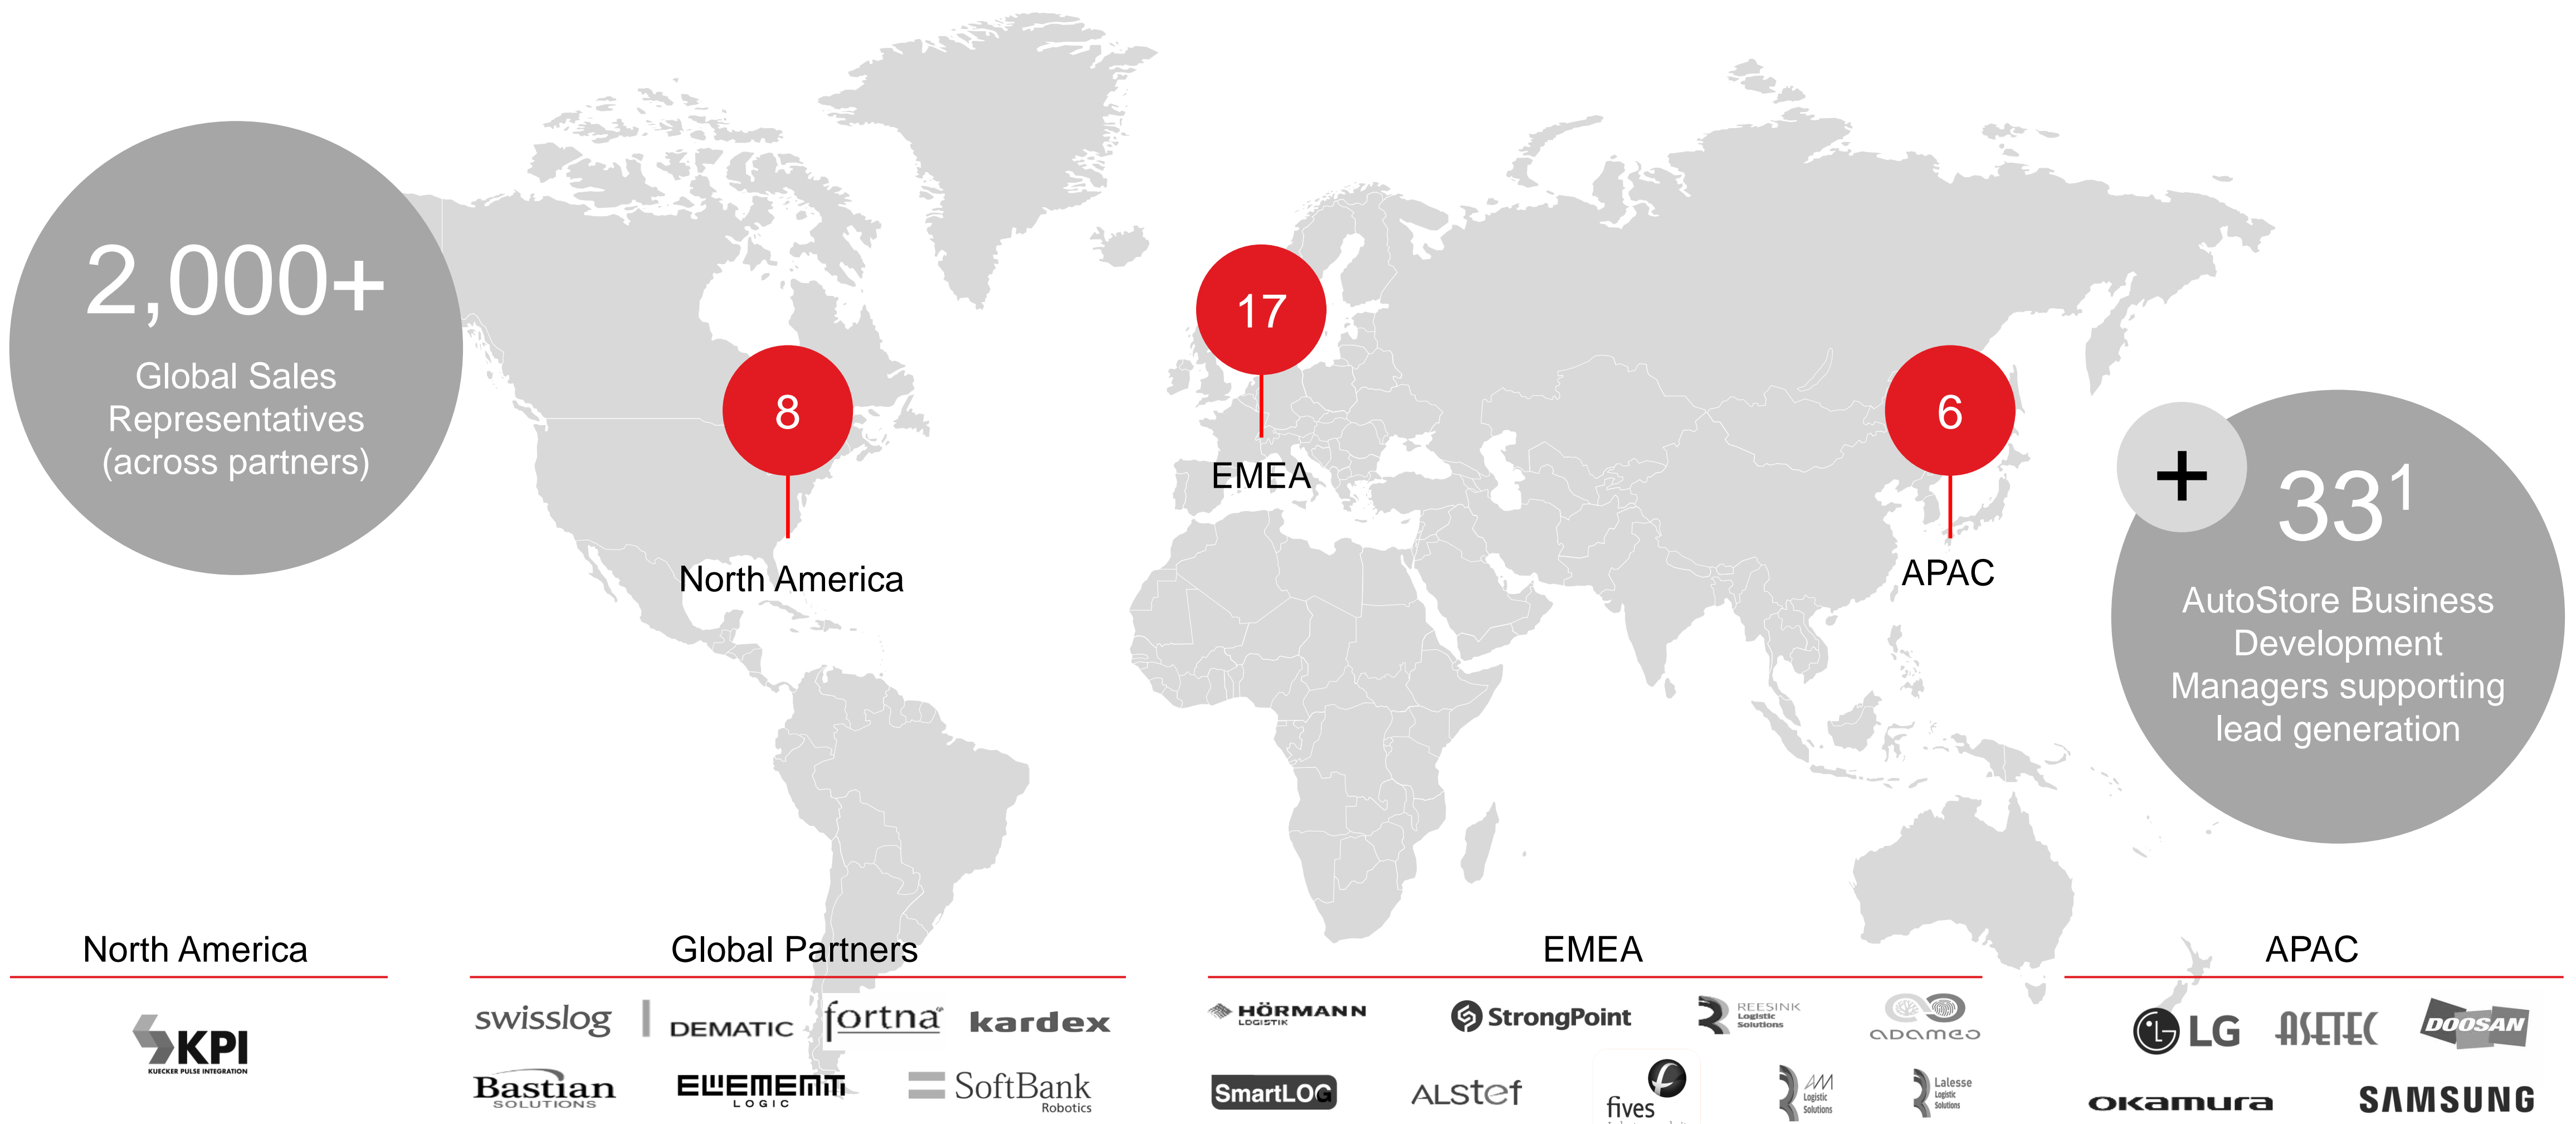 2,000+
Global Sales
Representatives
(across partners)
8
North America
17
EMEA
6
APAC
+
33¹
AutoStore Business
Development
Managers supporting
lead generation
North America
KPI
KUECKER PULSE INTEGRATION
Global Partners
swisslog
DEMATIC
fortna
kardex
Bastian
SOLUTIONS
ELEMENT
LOGIC
SoftBank
Robotics
EMEA
HÖRMANN
LOGISTIK
StrongPoint
REESINK
Logistic
Solutions
ADAMEO
SmartLOG
ALSTEF
fives
AM
Logistic
Solutions
Lalesse
Logistic
Solutions
APAC
LG
ASETEC
DOOSAN
OKAMURA
SAMSUNG